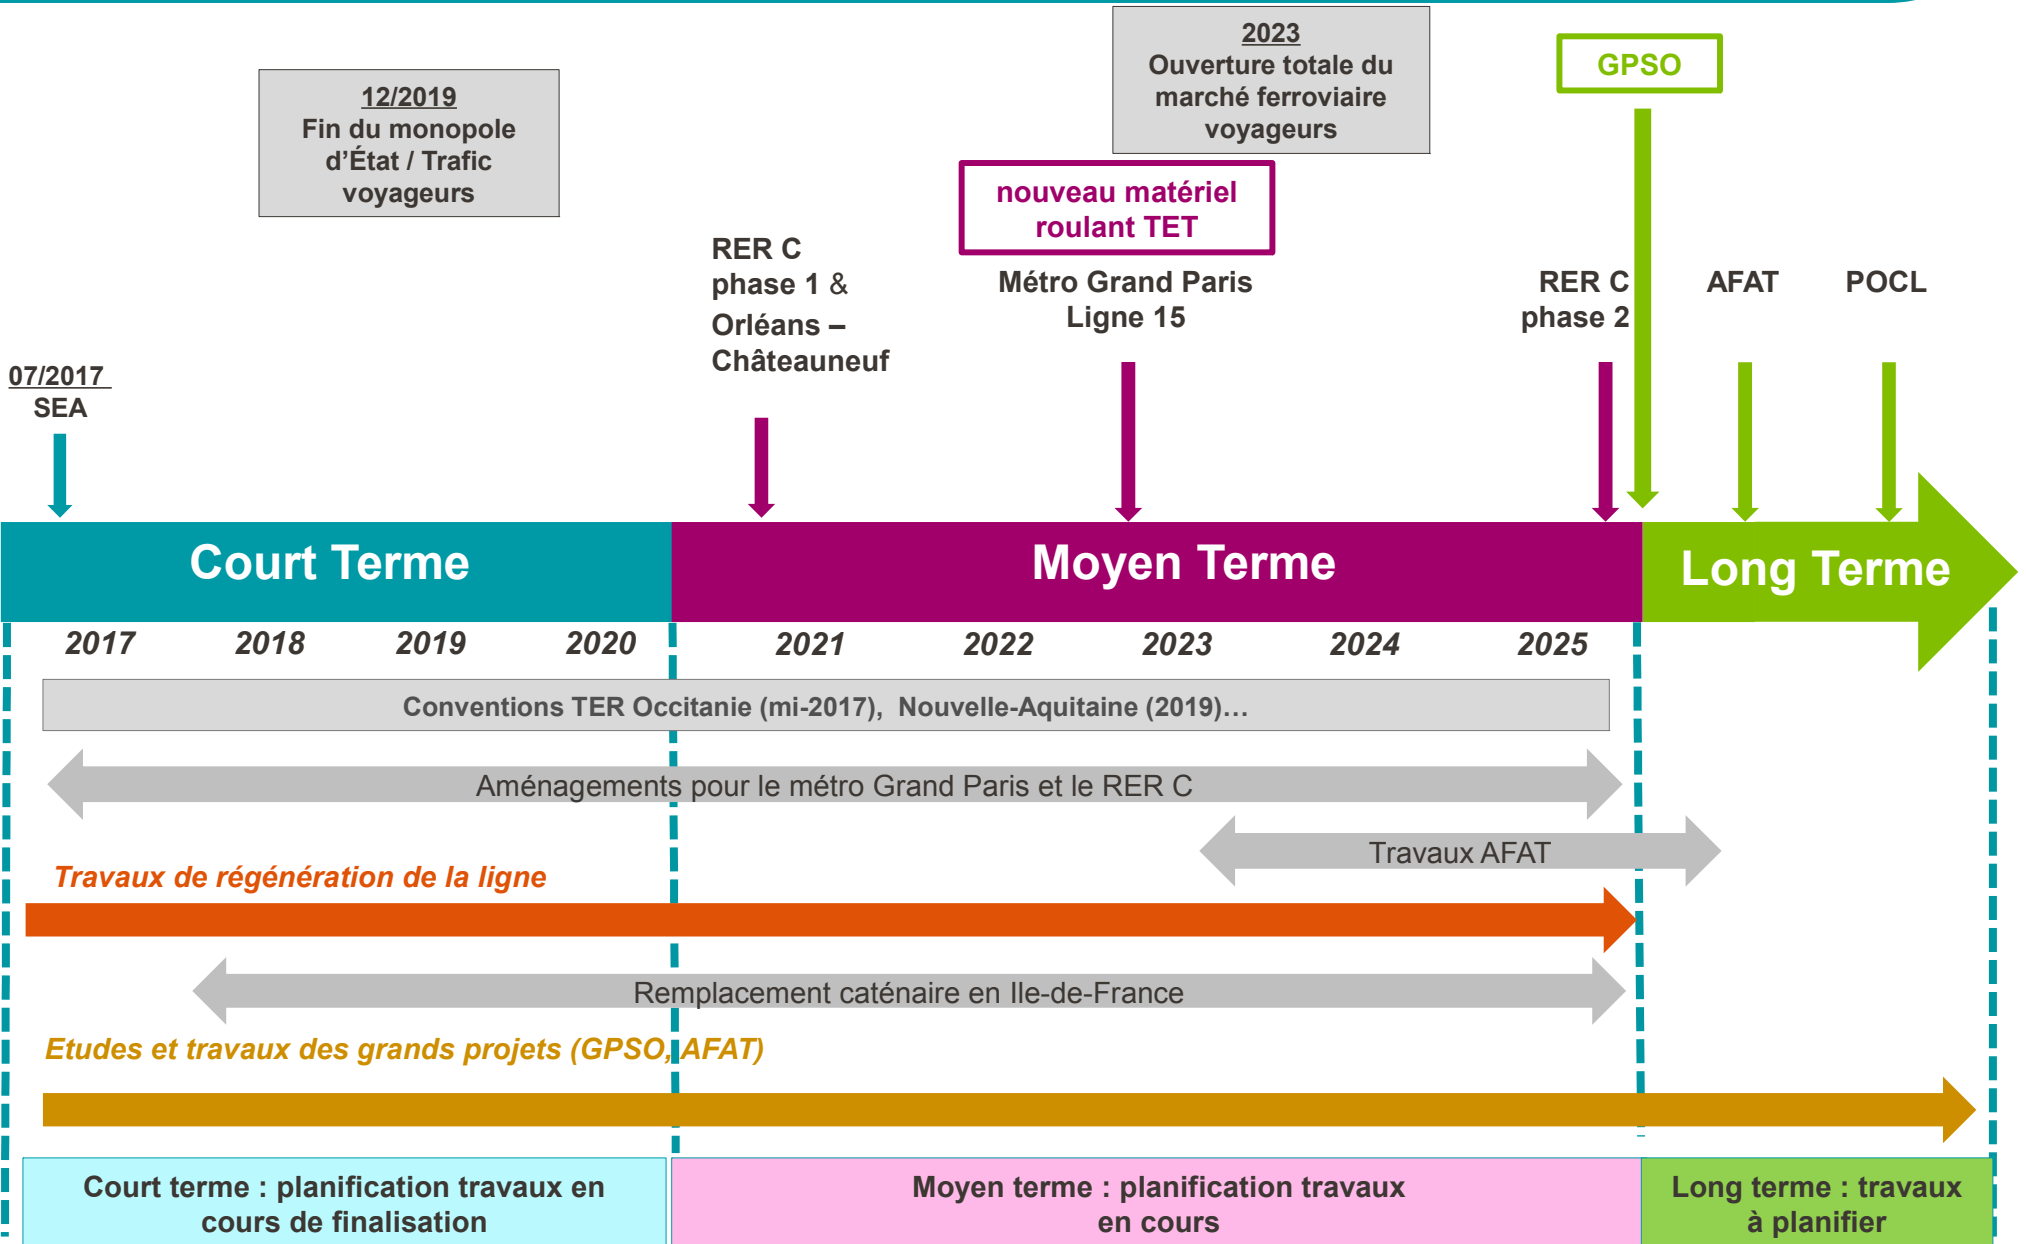 2023
Ouverture totale du
marché ferroviaire
voyageurs
GPSO
12/2019
Fin du monopole
d'État / Trafic
voyageurs
nouveau matériel
roulant TET
RER C
phase 1 &
Orléans –
Châteauneuf
Métro Grand Paris
Ligne 15
RER C
phase 2
AFAT
POCL
07/2017
SEA
Court Terme
Moyen Terme
Long Terme
2017 2018 2019 2020 2021 2022 2023 2024 2025
Conventions TER Occitanie (mi-2017), Nouvelle-Aquitaine (2019)…
Aménagements pour le métro Grand Paris et le RER C
Travaux AFAT
Travaux de régénération de la ligne
Remplacement caténaire en Ile-de-France
Etudes et travaux des grands projets (GPSO, AFAT)
Court terme : planification travaux en
cours de finalisation
Moyen terme : planification travaux
en cours
Long terme : travaux
à planifier